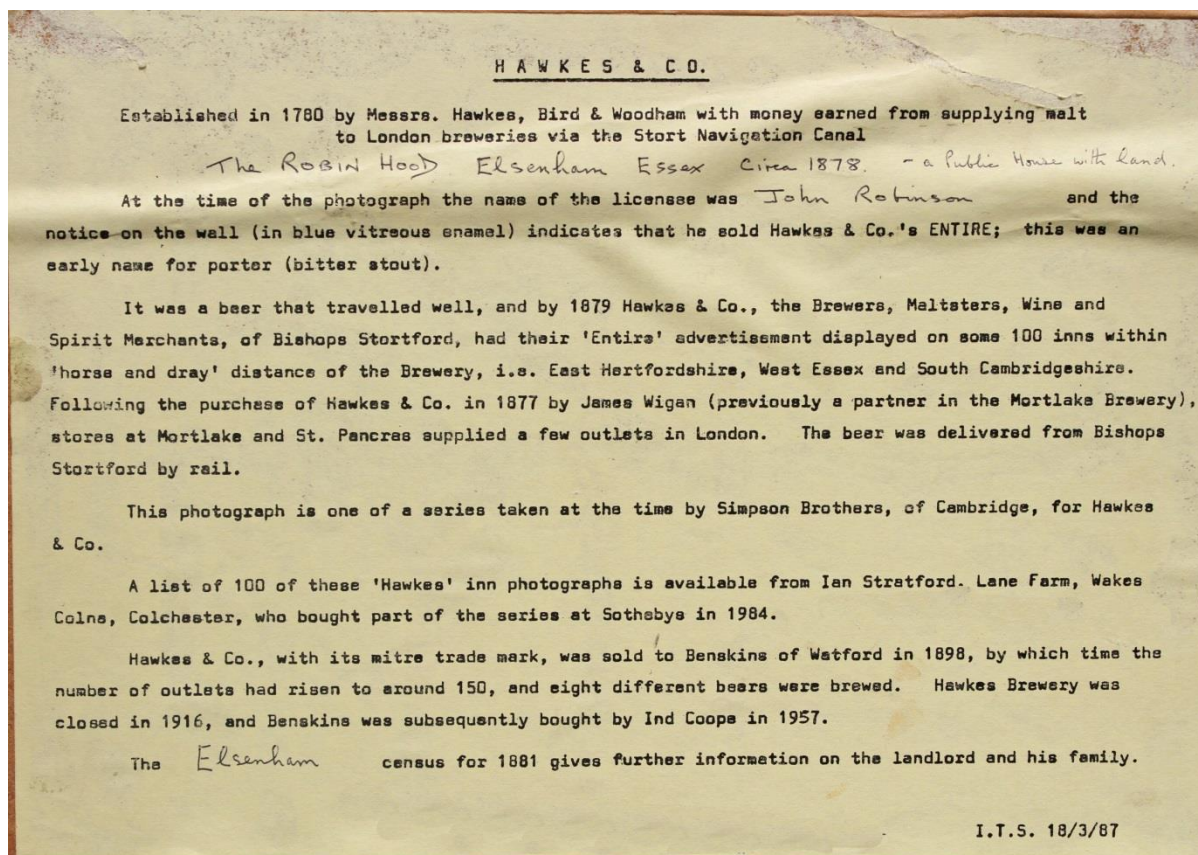 HAWKES & CO.
Established in 1780 by Messrs. Hawkes, Bird & Woodham with money earned from supplying malt
to London breweries via the Stort Navigation Canal
The ROBIN HOOD Elsenham Essex Circa 1878. - a Public House with land.
At the time of the photograph the name of the licensee was John Robinson and the
notice on the wall (in blue vitreous enamel) indicates that he sold Hawkes & Co.'s ENTIRE; this was an
early name for porter (bitter stout).
It was a beer that travelled well, and by 1879 Hawkes & Co., the Brewers, Maltsters, Wine and
Spirit Merchants, of Bishops Stortford, had their 'Entire' advertisement displayed on some 100 inns within
'horse and dray' distance of the Brewery, i.e. East Hertfordshire, West Essex and South Cambridgeshire.
Following the purchase of Hawkes & Co. in 1877 by James Wigan (previously a partner in the Mortlake Brewery),
stores at Mortlake and St. Pancras supplied a few outlets in London. The beer was delivered from Bishops
Stortford by rail.
This photograph is one of a series taken at the time by Simpson Brothers, of Cambridge, for Hawkes
& Co.
A list of 100 of these 'Hawkes' inn photographs is available from Ian Stratford. Lane Farm, Wakes
Colne, Colchester, who bought part of the series at Sothebys in 1984.
Hawkes & Co., with its mitre trade mark, was sold to Benskins of Watford in 1898, by which time the
number of outlets had risen to around 150, and eight different beers were brewed. Hawkes Brewery was
closed in 1916, and Benskins was subsequently bought by Ind Coope in 1957.
The Elsenham census for 1881 gives further information on the landlord and his family.
I.T.S. 18/3/87